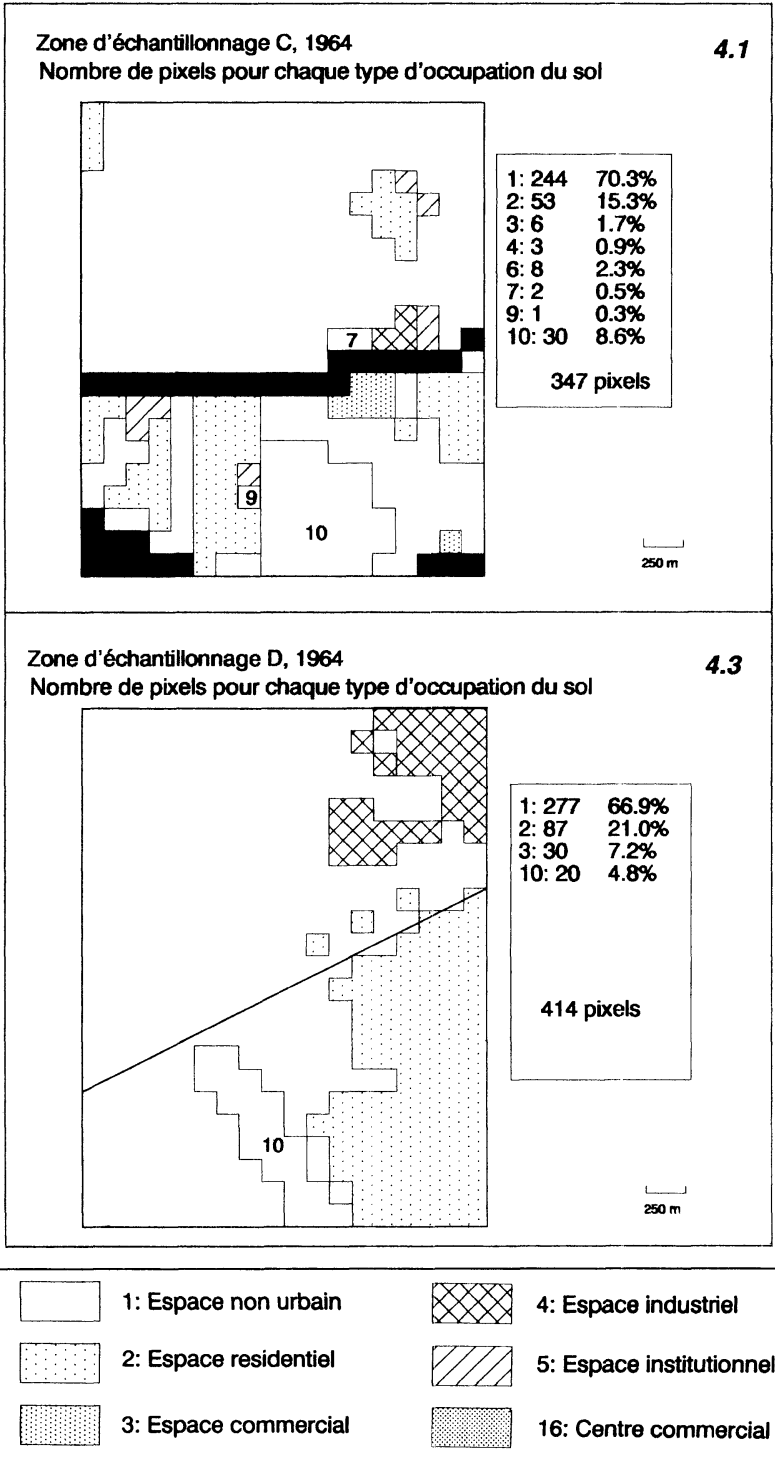 Zone d'échantillonnage C, 1964
4.1
Nombre de pixels pour chaque type d'occupation du sol
1: 244 70.3%
2: 53 15.3%
3: 6 1.7%
4: 3 0.9%
6: 8 2.3%
7: 2 0.5%
9: 1 0.3%
10: 30 8.6%
347 pixels
7
9
10
250 m
Zone d'échantillonnage D, 1964
4.3
Nombre de pixels pour chaque type d'occupation du sol
1: 277 66.9%
2: 87 21.0%
3: 30 7.2%
10: 20 4.8%
414 pixels
10
250 m
1: Espace non urbain
2: Espace residentiel
3: Espace commercial
4: Espace industriel
5: Espace institutionnel
16: Centre commercial